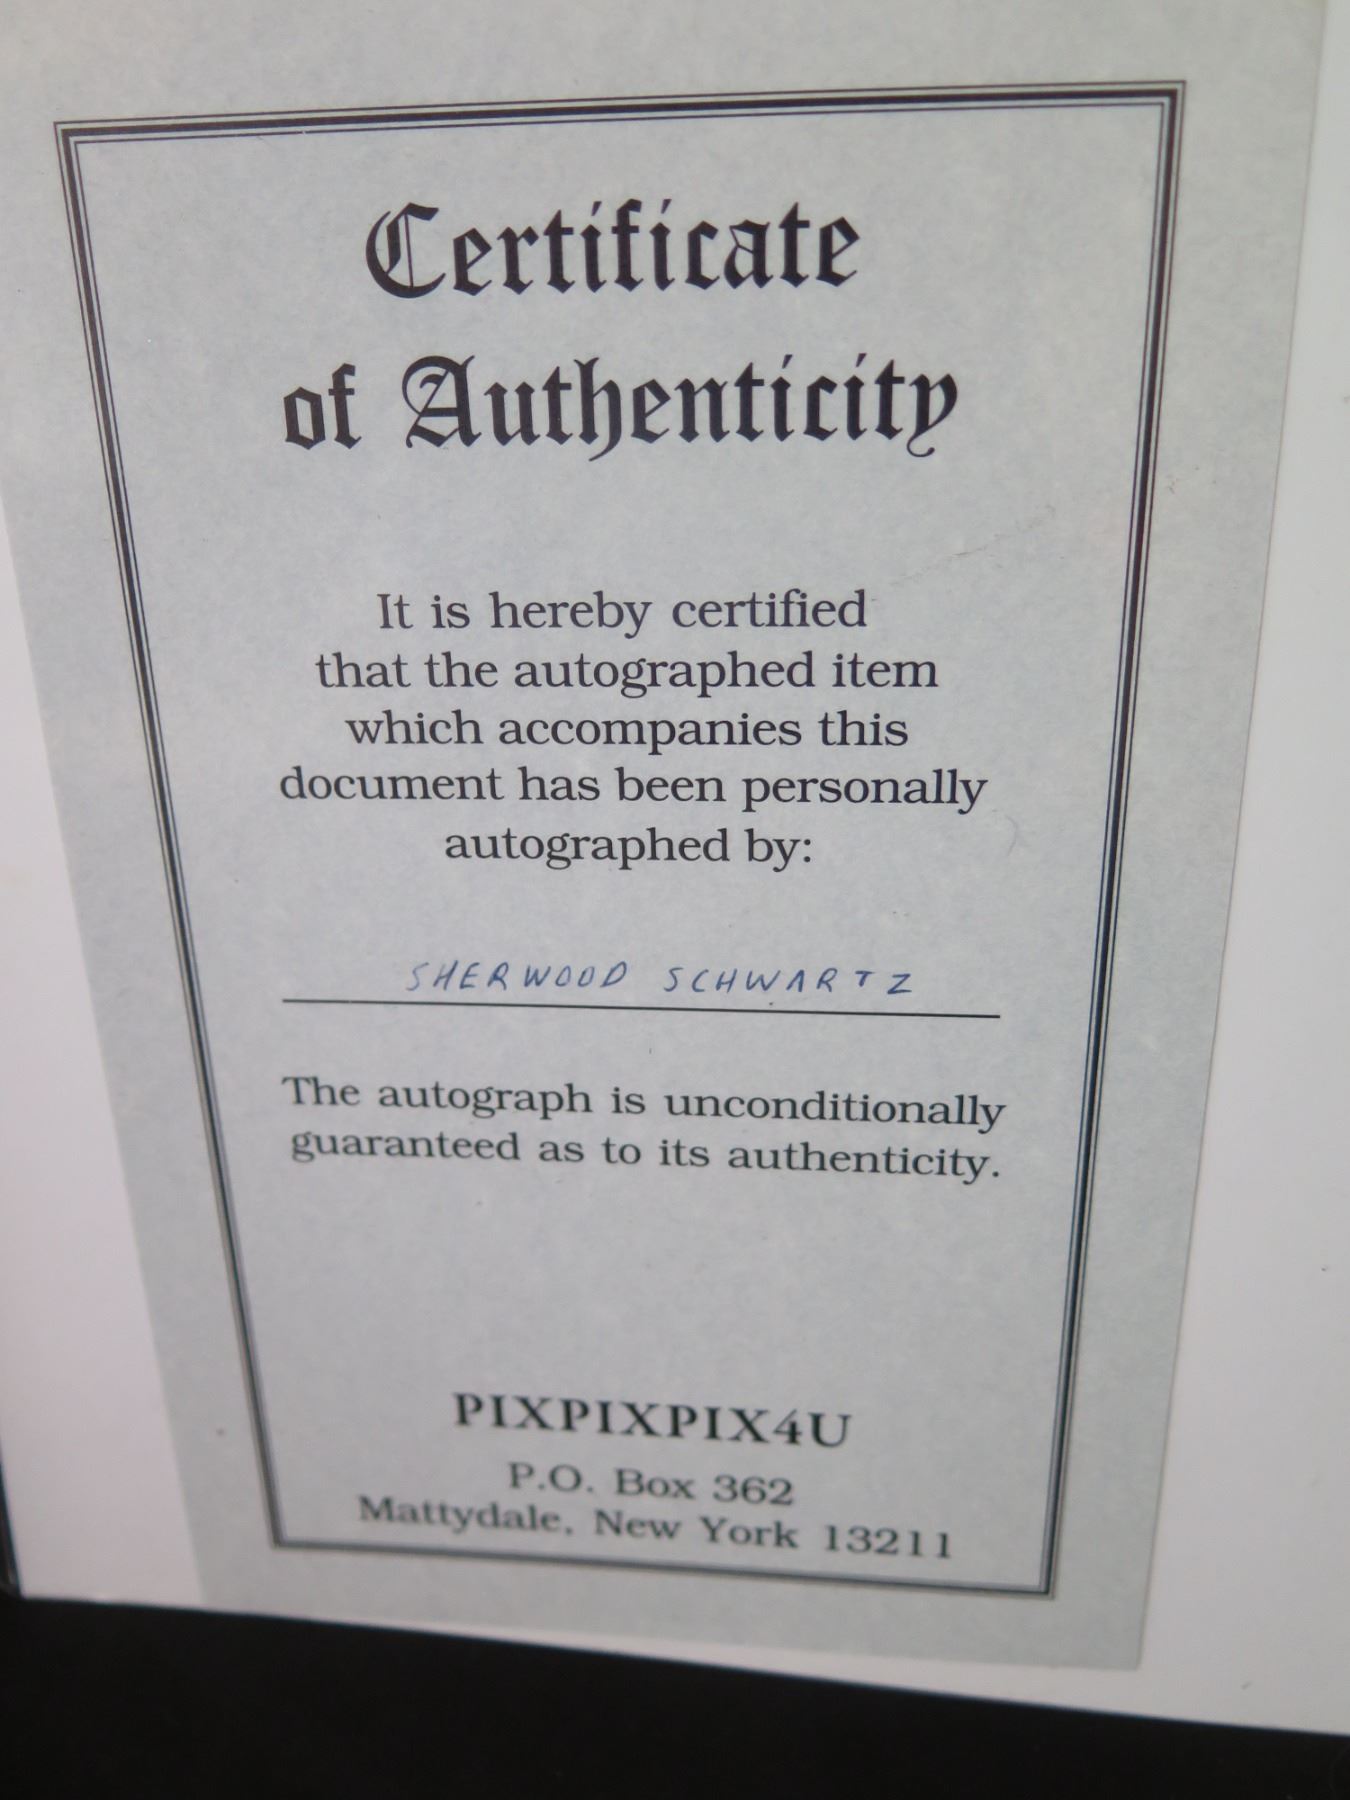 Certificate
of Authenticity
It is hereby certified
that the autographed item
which accompanies this
document has been personally
autographed by:
SHERWOOD SCHWARTZ
The autograph is unconditionally
guaranteed as to its authenticity.
PIXPIXPIX4U
P.O. Box 362
Mattydale, New York 13211